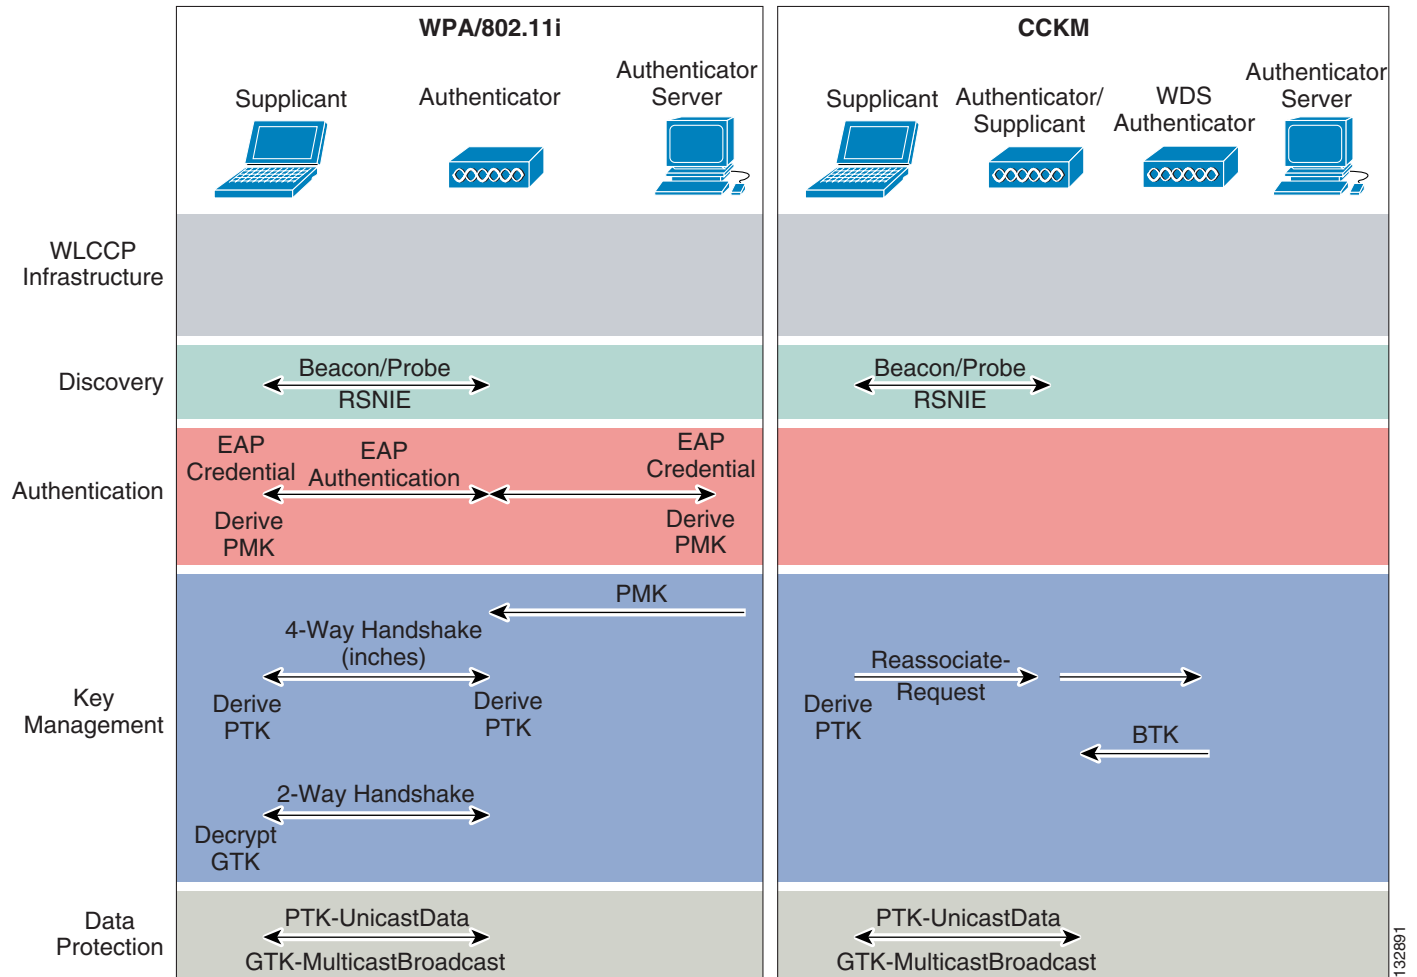 WPA/802.11i
CCKM
Supplicant
Authenticator
Authenticator
Server
Supplicant
Authenticator/
Supplicant
WDS
Authenticator
Authenticator
Server
WLCCP
Infrastructure
Discovery
Beacon/Probe
RSNIE
Beacon/Probe
RSNIE
Authentication
EAP
Credential
EAP
Authentication
EAP
Credential
Derive
PMK
Derive
PMK
Key
Management
PMK
4-Way Handshake
(inches)
Derive
PTK
Derive
PTK
Reassociate-
Request
Derive
PTK
BTK
2-Way Handshake
Decrypt
GTK
Data
Protection
PTK-UnicastData
GTK-MulticastBroadcast
PTK-UnicastData
GTK-MulticastBroadcast
132891